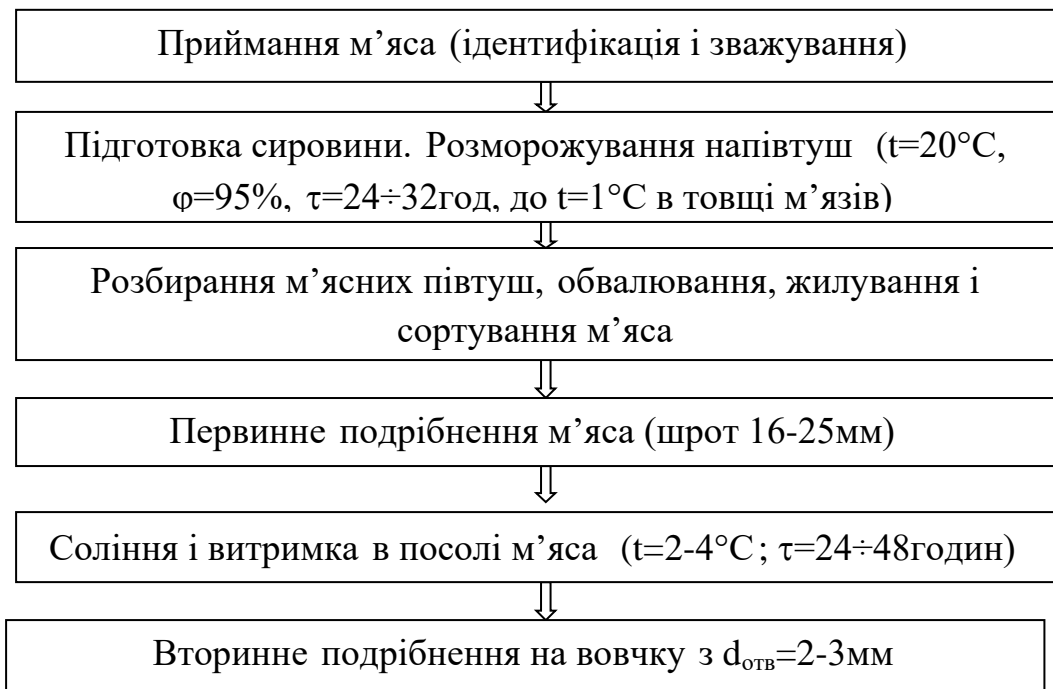 Приймання м’яса (ідентифікація і зважування)
Підготовка сировини. Розморожування напівтуш (t=20°C,
φ=95%, τ=24÷32год, до t=1°C в товщі м’язів)
Розбирання м’ясних півтуш, обвалювання, жилування і
сортування м’яса
Первинне подрібнення м’яса (шрот 16-25мм)
Соління і витримка в посолі м’яса (t=2-4°C; τ=24÷48годин)
Вторинне подрібнення на вовчку з dотв=2-3мм